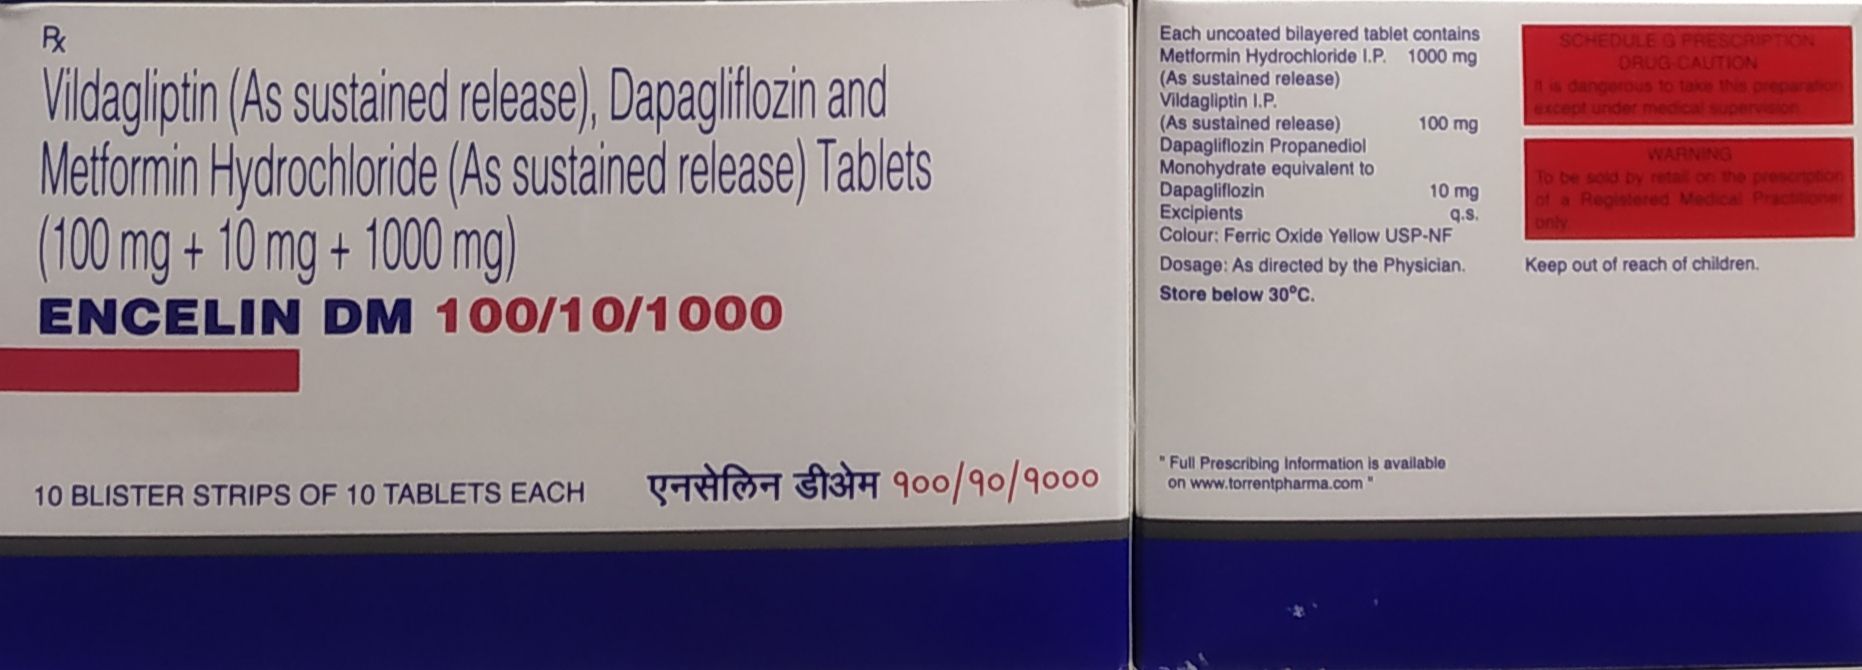 Rx
Vildagliptin (As sustained release), Dapagliflozin and
Metformin Hydrochloride (As sustained release) Tablets
(100 mg + 10 mg + 1000 mg)
ENCELIN DM 100/10/1000
10 BLISTER STRIPS OF 10 TABLETS EACH
एनसेलिन डीअेम १००/१०/१०००
Each uncoated bilayered tablet contains
Metformin Hydrochloride I.P. 1000 mg
(As sustained release)
Vildagliptin I.P.
(As sustained release) 100 mg
Dapagliflozin Propanediol
Monohydrate equivalent to
Dapagliflozin 10 mg
Excipients q.s.
Colour: Ferric Oxide Yellow USP-NF
Dosage: As directed by the Physician.
Store below 30°C.
SCHEDULE G PRESCRIPTION
DRUG-CAUTION
It is dangerous to take this preparation
except under medical supervision.
WARNING
To be sold by retail on the prescription
of a Registered Medical Practitioner
only.
Keep out of reach of children.
" Full Prescribing Information is available
on www.torrentpharma.com "